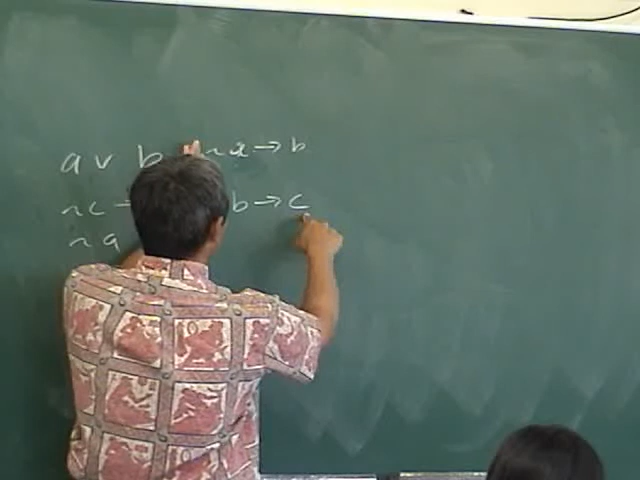 a v b ~a → b
~c → b → c
~a